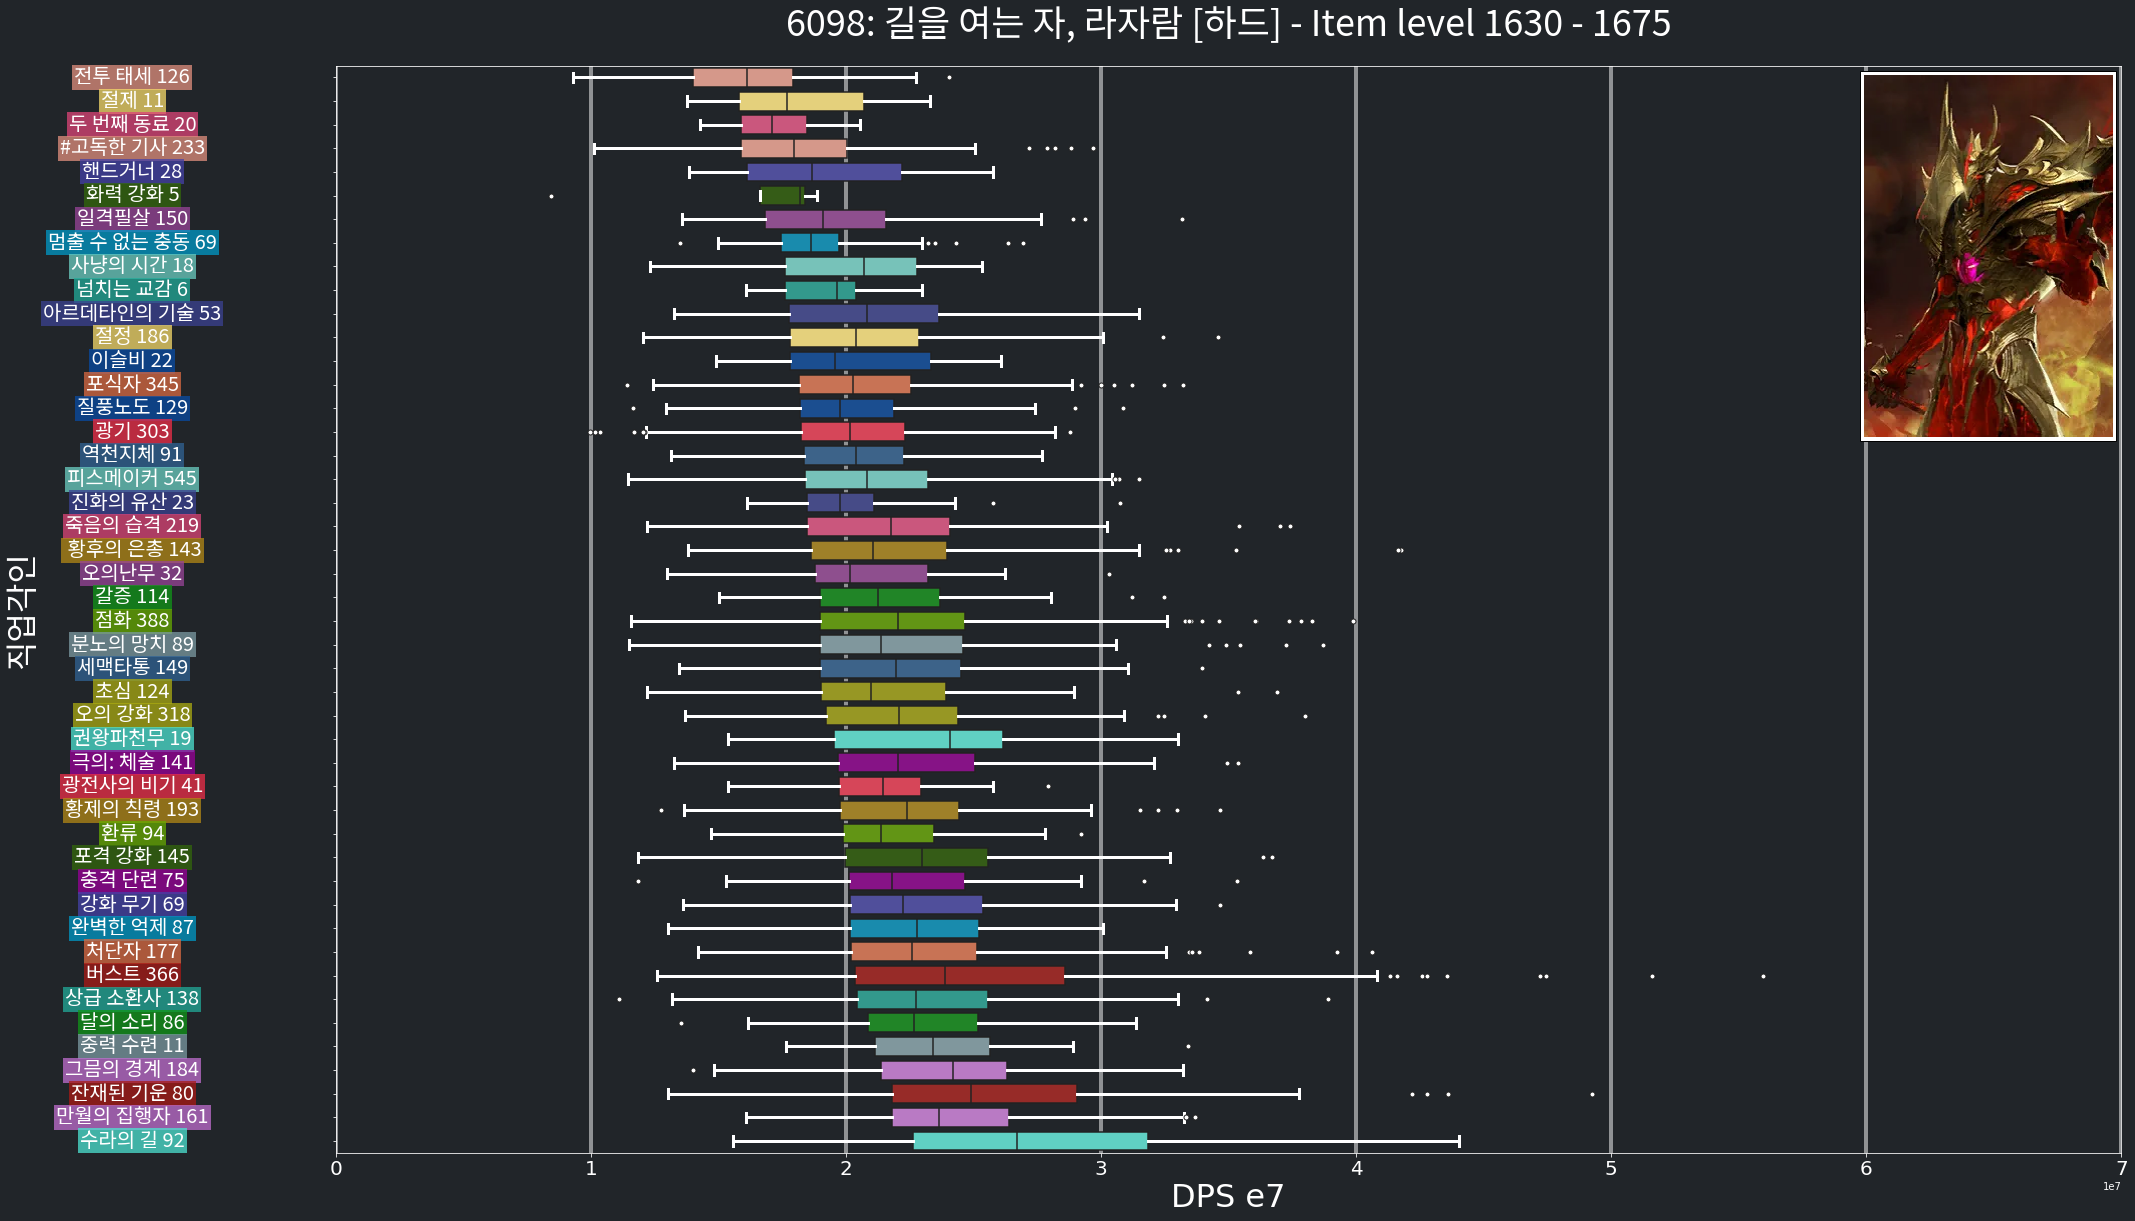 6098: 길을 여는 자, 라자람 [하드] - Item level 1630 - 1675
직업각인
전투 태세 126
절제 11
두 번째 동료 20
#고독한 기사 233
핸드거너 28
화력 강화 5
일격필살 150
멈출 수 없는 충동 69
사냥의 시간 18
넘치는 교감 6
아르데타인의 기술 53
절정 186
이슬비 22
포식자 345
질풍노도 129
광기 303
역천지체 91
피스메이커 545
진화의 유산 23
죽음의 습격 219
황후의 은총 143
오의난무 32
갈증 114
점화 388
분노의 망치 89
세맥타통 149
초심 124
오의 강화 318
권왕파천무 19
극의: 체술 141
광전사의 비기 41
황제의 칙령 193
환류 94
포격 강화 145
충격 단련 75
강화 무기 69
완벽한 억제 87
처단자 177
버스트 366
상급 소환사 138
달의 소리 86
중력 수련 11
그믐의 경계 184
잔재된 기운 80
만월의 집행자 161
수라의 길 92
0 1 2 3 4 5 6 7
1e7
DPS e7